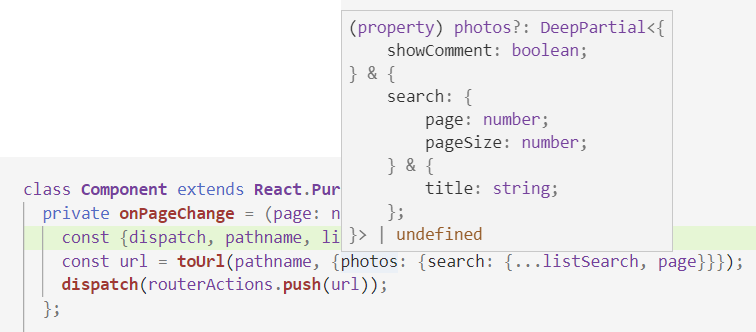 (property) photos?: DeepPartial<{
showComment: boolean;
} & {
search: {
page: number;
pageSize: number;
} & {
title: string;
};
}> | undefined
class Component extends React.Pur
private onPageChange = (page: n
const {dispatch, pathname, li
const url = toUrl(pathname, {photos: {search: {...listSearch, page}}});
dispatch(routerActions.push(url));
};